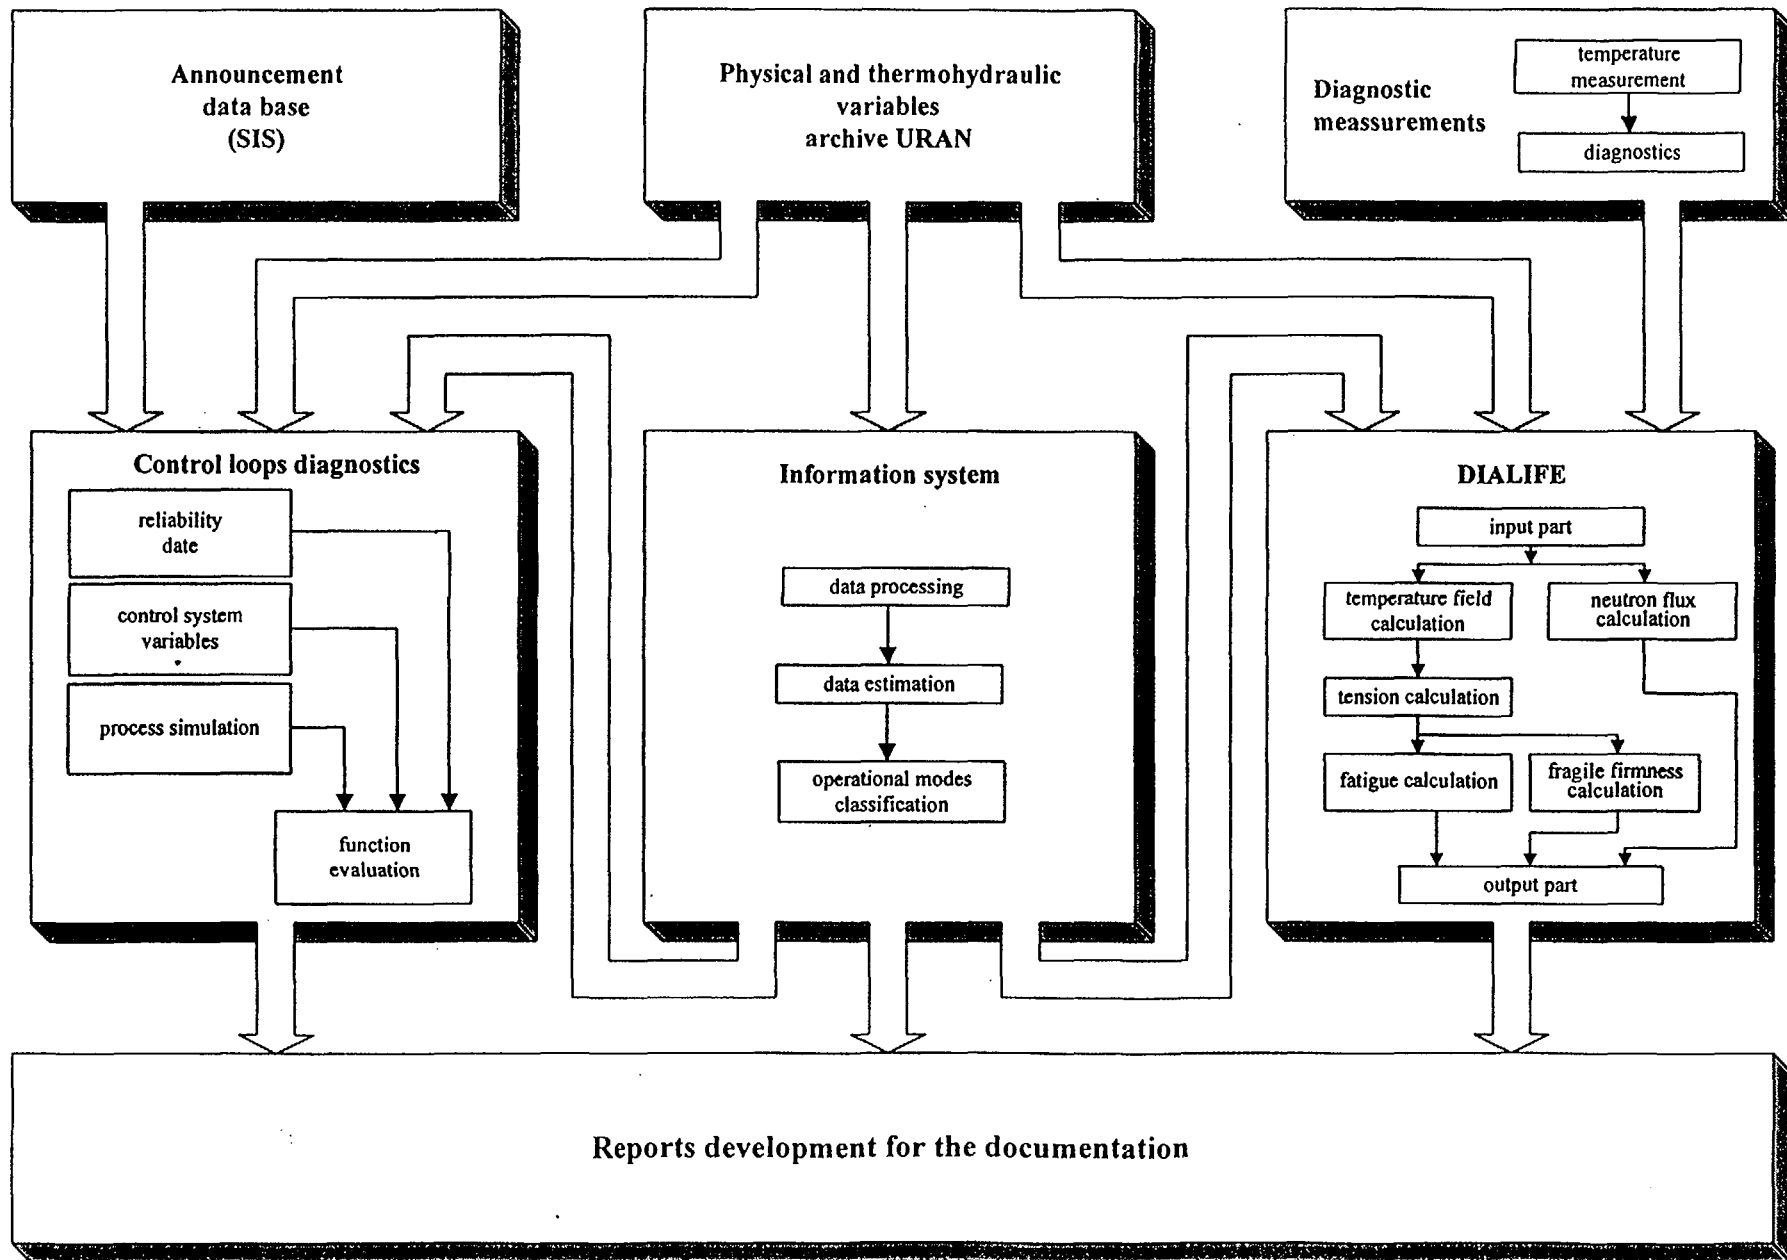 Announcement
data base
(SIS)
Physical and thermohydraulic
variables
archive URAN
Diagnostic
meassurements
temperature
measurement
diagnostics
Control loops diagnostics
reliability
date
control system
variables
process simulation
function
evaluation
Information system
data processing
data estimation
operational modes
classification
DIALIFE
input part
temperature field
calculation
neutron flux
calculation
tension calculation
fatigue calculation
fragile firmness
calculation
output part
Reports development for the documentation